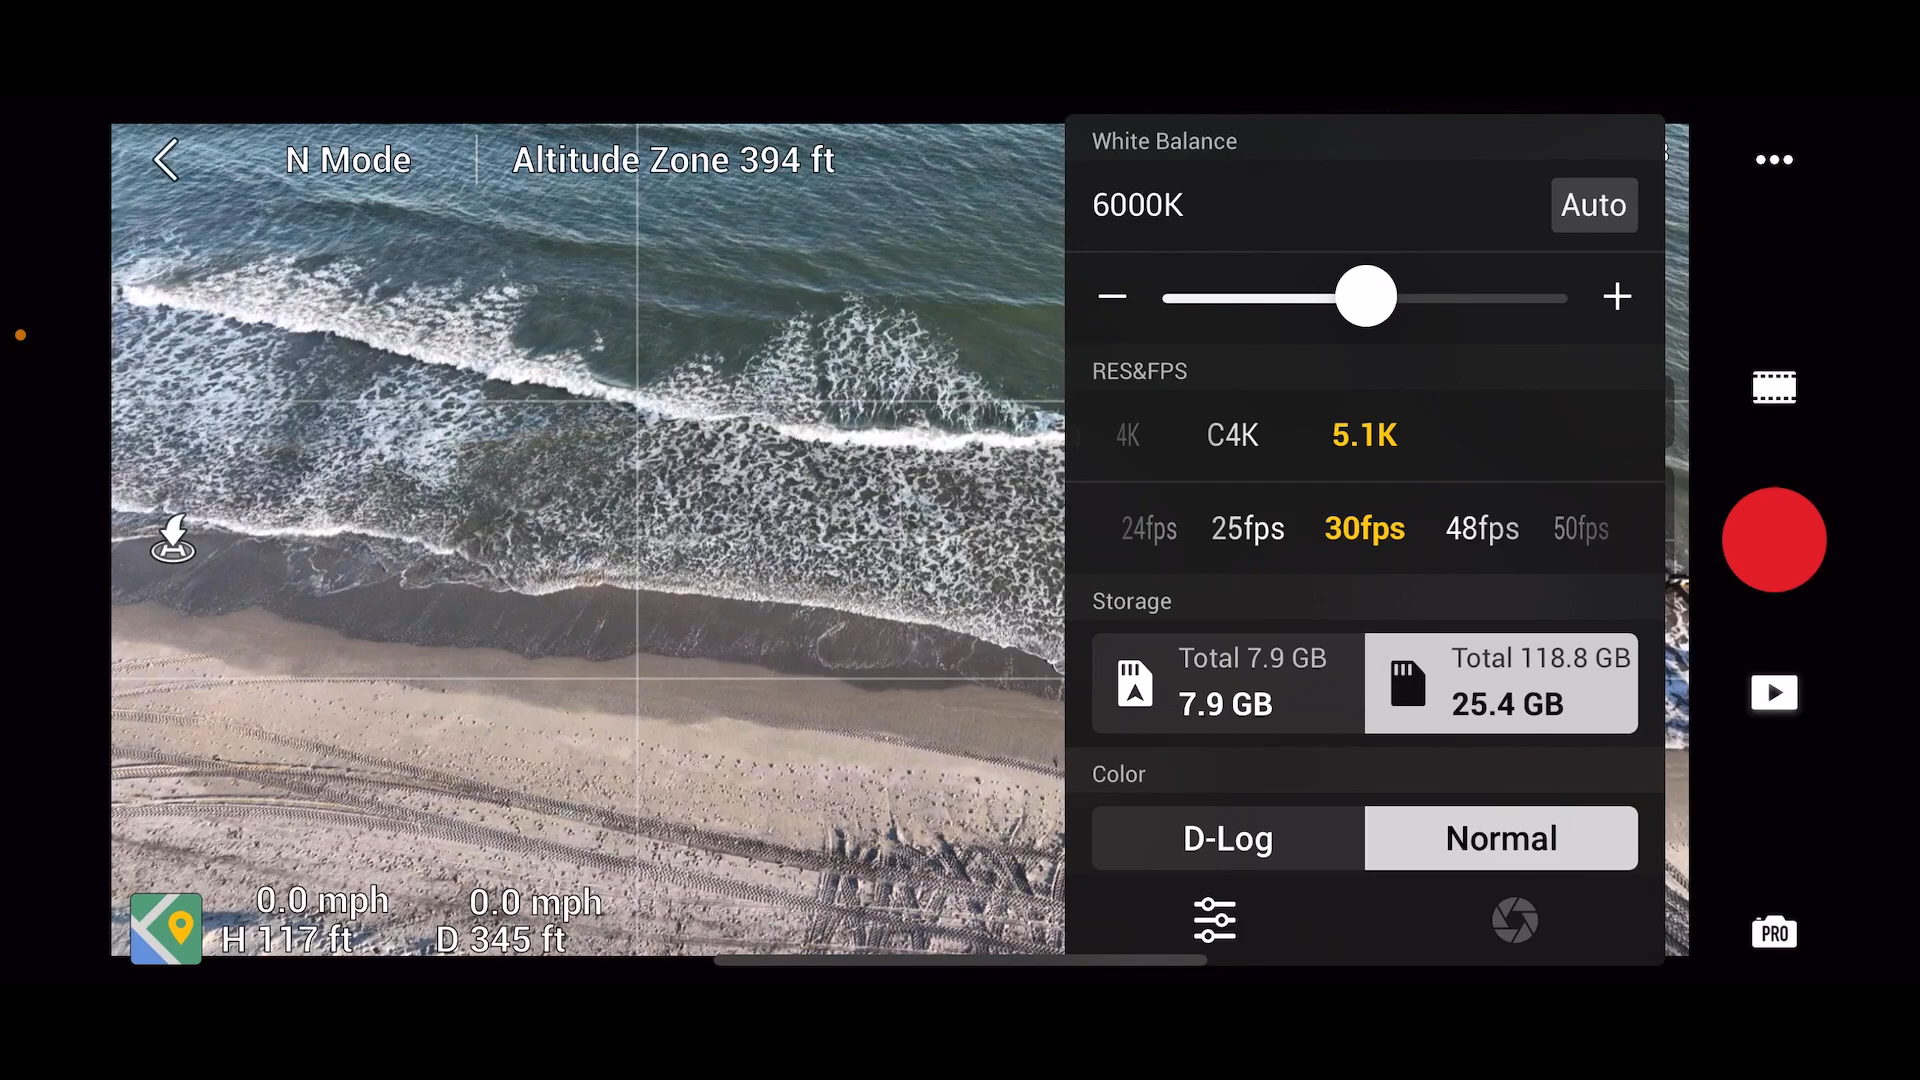 N Mode
Altitude Zone 394 ft
White Balance
6000K
Auto
RES&FPS
4K
C4K
5.1K
24fps
25fps
30fps
48fps
50fps
Storage
Total 7.9 GB
7.9 GB
Total 118.8 GB
25.4 GB
Color
D-Log
Normal
0.0 mph
0.0 mph
H 117 ft
D 345 ft
PRO